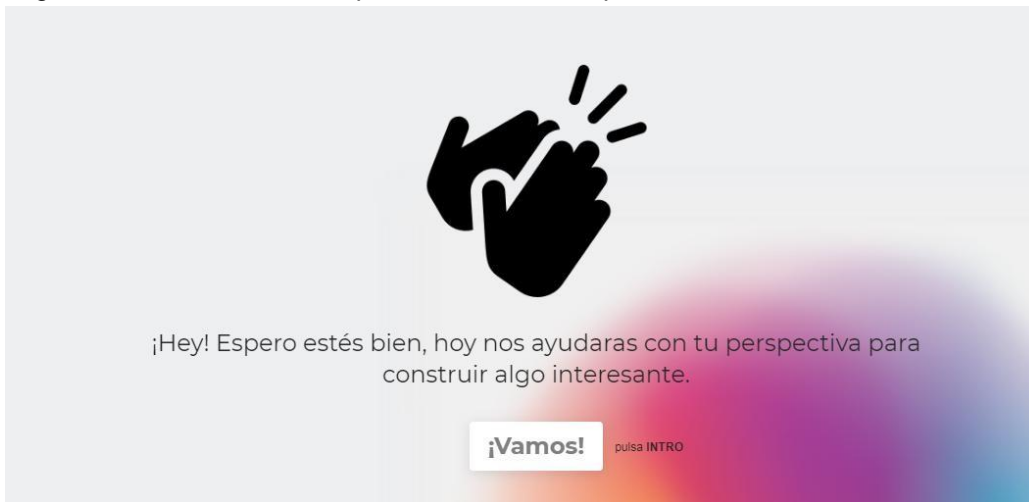 ¡Hey! Espero estés bien, hoy nos ayudaras con tu perspectiva para
construir algo interesante.
¡Vamos!
pulsa INTRO